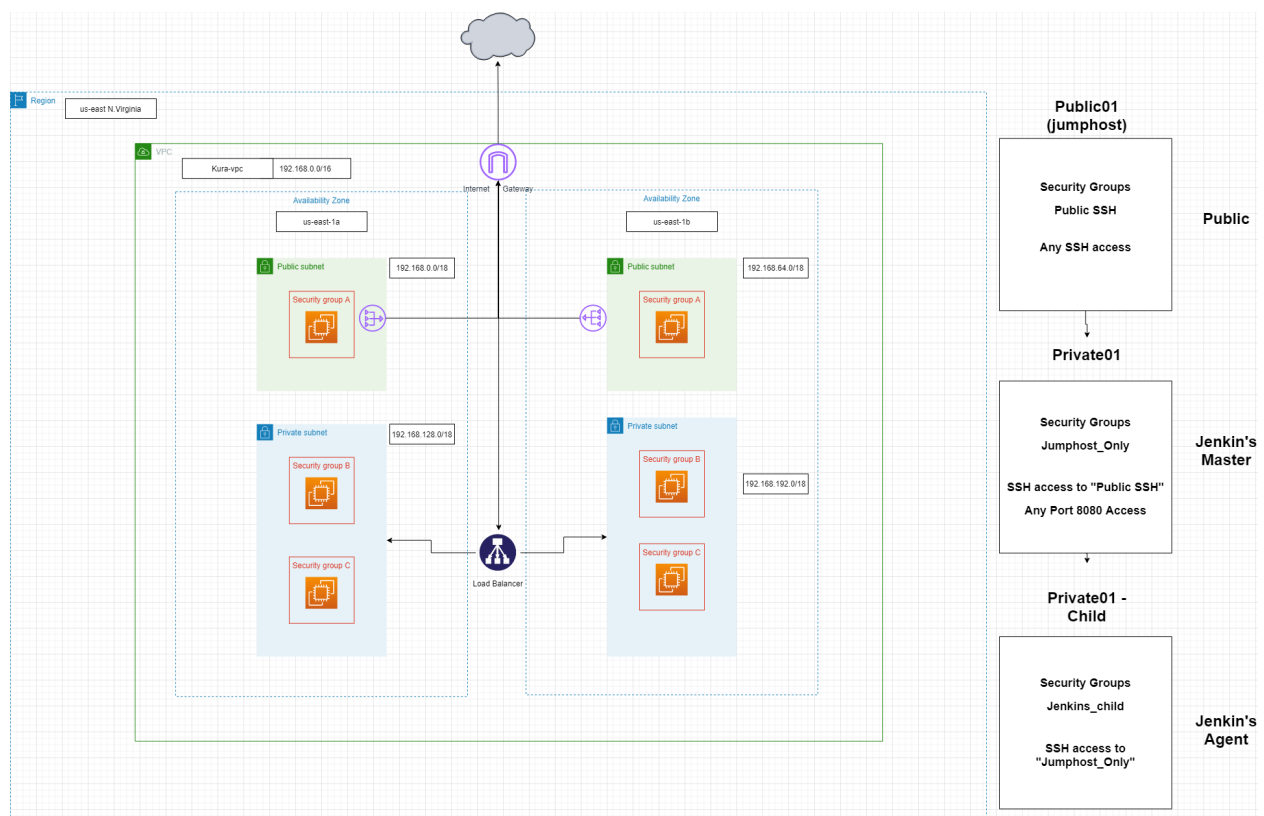 Region
us-east N.Virginia
VPC
Kura-vpc
192.168.0.0/16
Internet Gateway
Availability Zone
us-east-1a
Availability Zone
us-east-1b
Public subnet
192.168.0.0/18
Security group A
Public subnet
192.168.64.0/18
Security group A
Private subnet
192.168.128.0/18
Security group B
Security group C
Private subnet
Security group B
192.168.192.0/18
Security group C
Load Balancer
Public01
(jumphost)
Security Groups
Public SSH
Any SSH access
Public
Private01
Security Groups
Jumphost_Only
SSH access to "Public SSH"
Any Port 8080 Access
Jenkin's
Master
Private01 -
Child
Security Groups
Jenkins_child
SSH access to
"Jumphost_Only"
Jenkin's
Agent